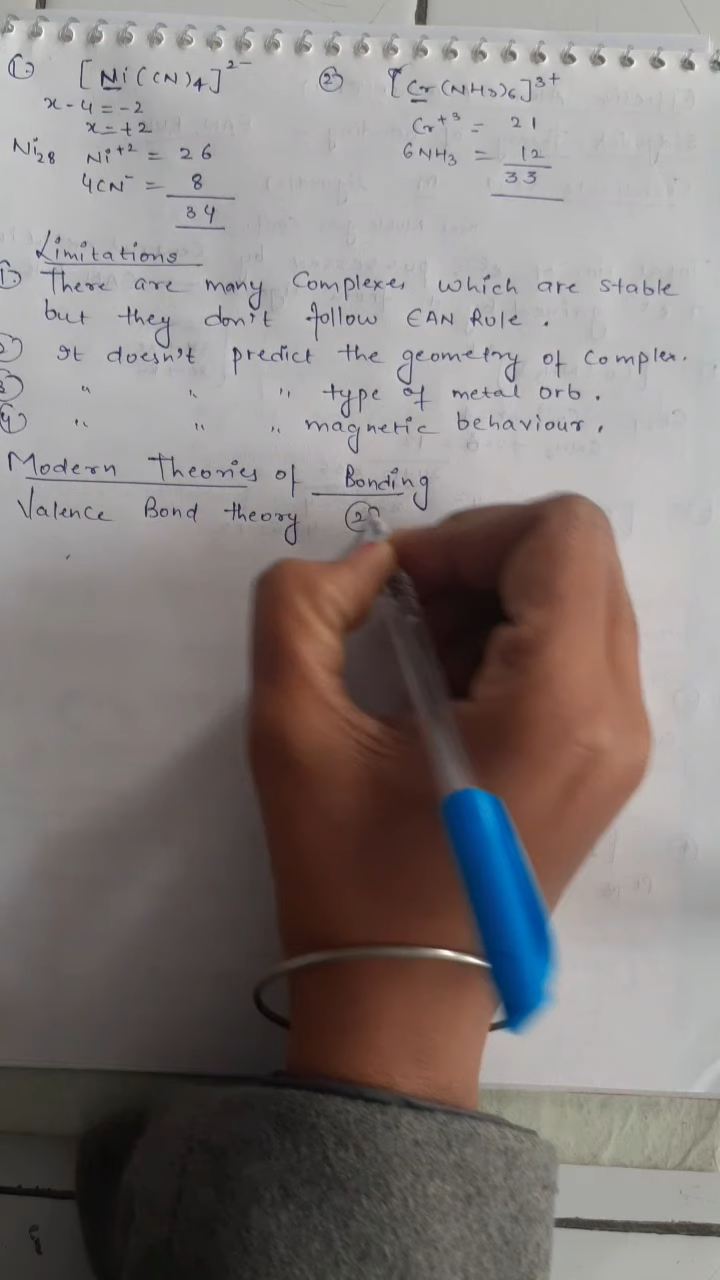 ① [Ni(CN)4]2-
x-4=-2
x=+2
Ni28 Ni+2 = 26
4CN- = 8
34
② [Cr(NH3)6]3+
Cr+3 = 21
6NH3 = 12
33
Limitations
① There are many Complexes which are stable
but they don't follow EAN Rule.
② It doesn't predict the geometry of Complex.
③ " " " type of metal orb.
④ " " " magnetic behaviour.
Modern Theories of Bonding
Valence Bond theory ②